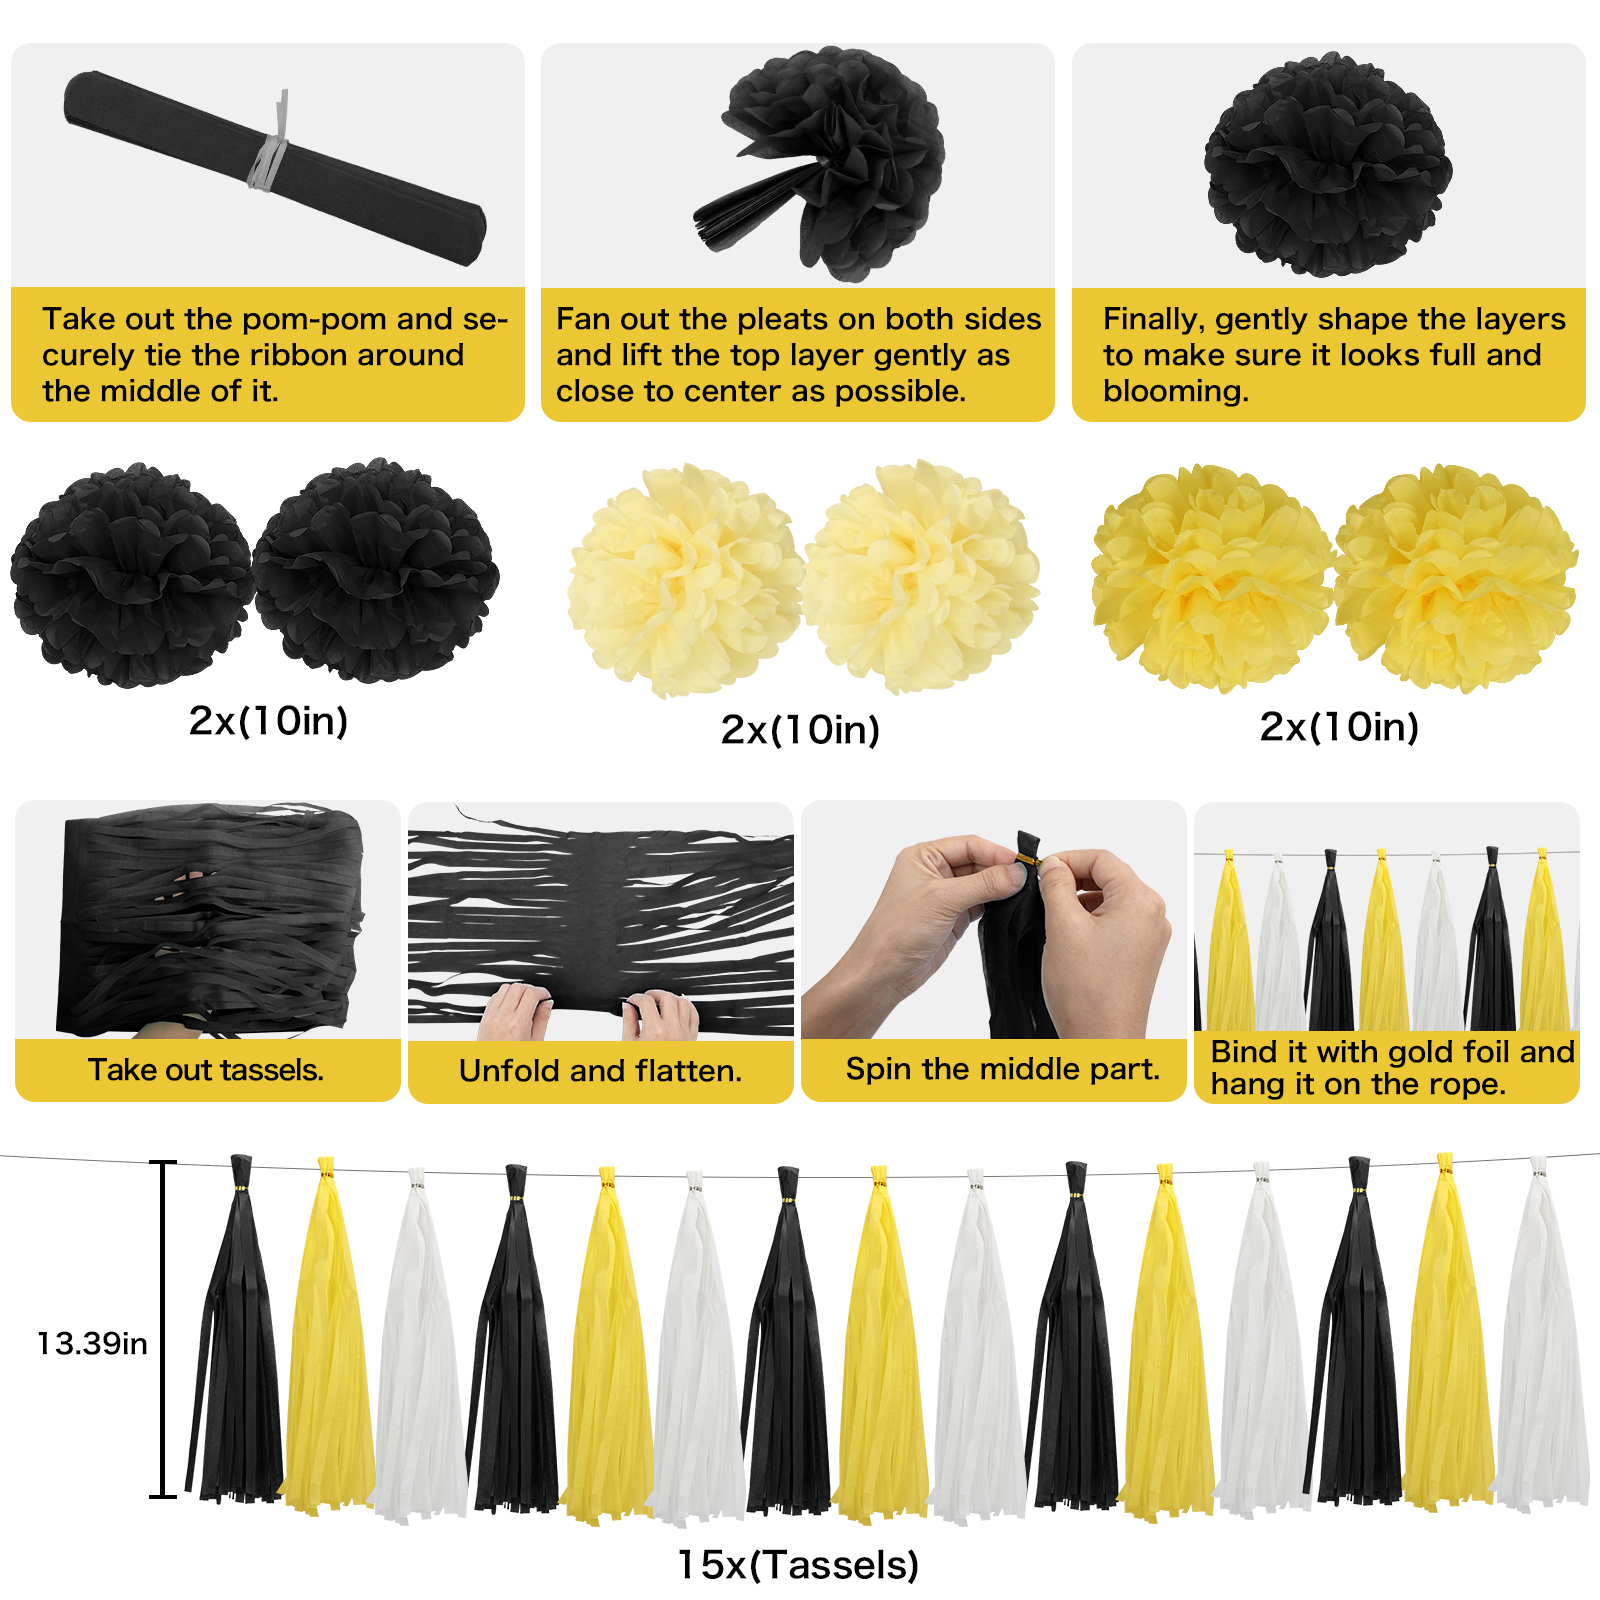 Take out the pom-pom and se-
curely tie the ribbon around
the middle of it.
Fan out the pleats on both sides
and lift the top layer gently as
close to center as possible.
Finally, gently shape the layers
to make sure it looks full and
blooming.
2x(10in)
2x(10in)
2x(10in)
Take out tassels.
Unfold and flatten.
Spin the middle part.
Bind it with gold foil and
hang it on the rope.
13.39in
15x(Tassels)